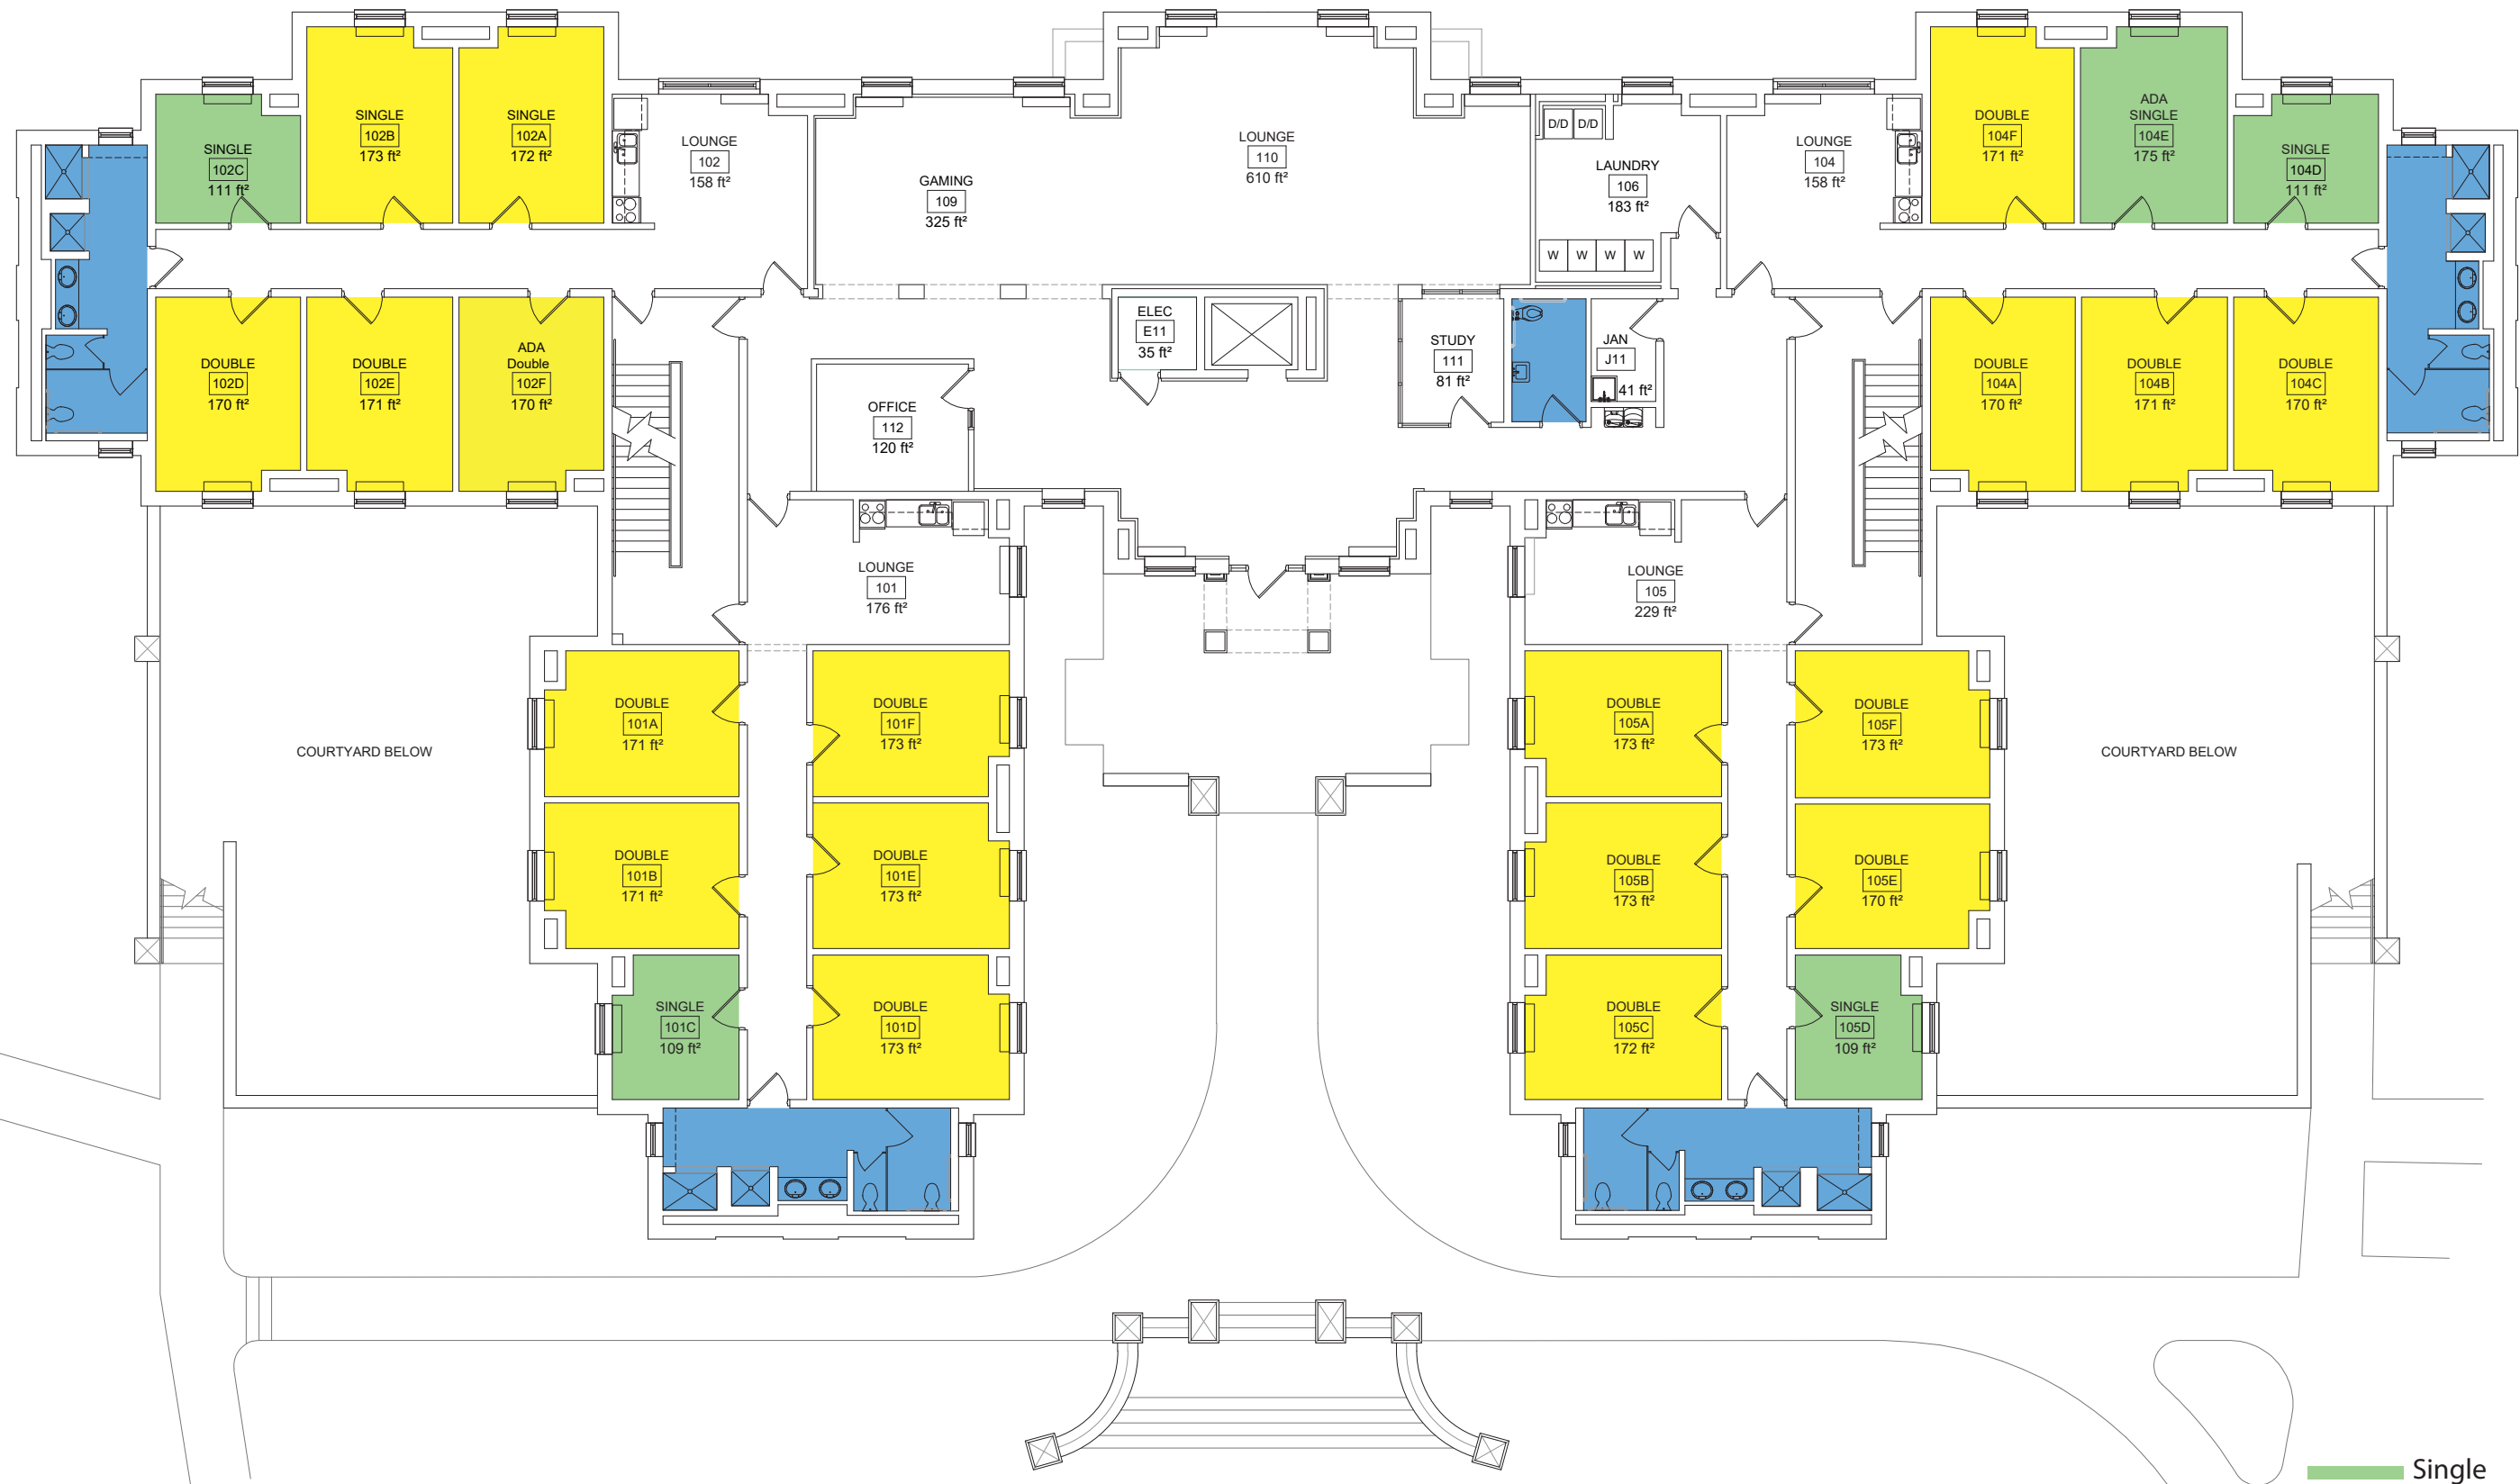 SINGLE
102C
111 ft²
SINGLE
102B
173 ft²
SINGLE
102A
172 ft²
LOUNGE
102
158 ft²
GAMING
109
325 ft²
LOUNGE
110
610 ft²
D/D D/D
LAUNDRY
106
183 ft²
W W W W
LOUNGE
104
158 ft²
DOUBLE
104F
171 ft²
ADA
SINGLE
104E
175 ft²
SINGLE
104D
111 ft²
DOUBLE
102D
170 ft²
DOUBLE
102E
171 ft²
ADA
Double
102F
170 ft²
OFFICE
112
120 ft²
ELEC
E11
35 ft²
STUDY
111
81 ft²
JAN
J11
41 ft²
DOUBLE
104A
170 ft²
DOUBLE
104B
171 ft²
DOUBLE
104C
170 ft²
LOUNGE
101
176 ft²
LOUNGE
105
229 ft²
COURTYARD BELOW
DOUBLE
101A
171 ft²
DOUBLE
101F
173 ft²
DOUBLE
105A
173 ft²
DOUBLE
105F
173 ft²
COURTYARD BELOW
DOUBLE
101B
171 ft²
DOUBLE
101E
173 ft²
DOUBLE
105B
173 ft²
DOUBLE
105E
170 ft²
SINGLE
101C
109 ft²
DOUBLE
101D
173 ft²
DOUBLE
105C
172 ft²
SINGLE
105D
109 ft²
Single